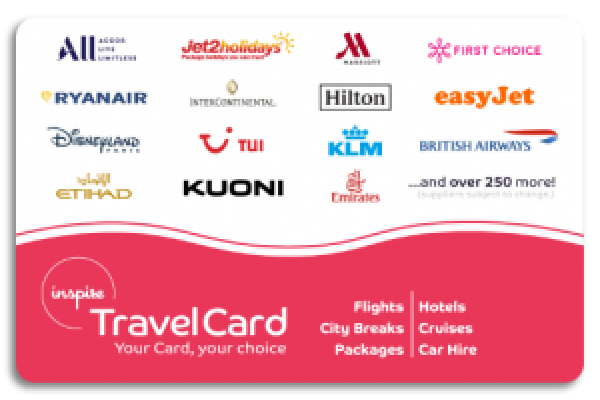 ALL ACCOR
LIVE
LIMITLESS
Jet2holidays
Package holidays you can trust
MARRIOTT
FIRST CHOICE
RYANAIR
INTERCONTINENTAL.
Hilton
easyJet
Disneyland
PARIS
TUI
KLM
BRITISH AIRWAYS
الإتحاد
ETIHAD
KUONI
Emirates
...and over 250 more!
(suppliers subject to change.)
inspire
TravelCard
Your Card, your choice
Flights | Hotels
City Breaks | Cruises
Packages | Car Hire